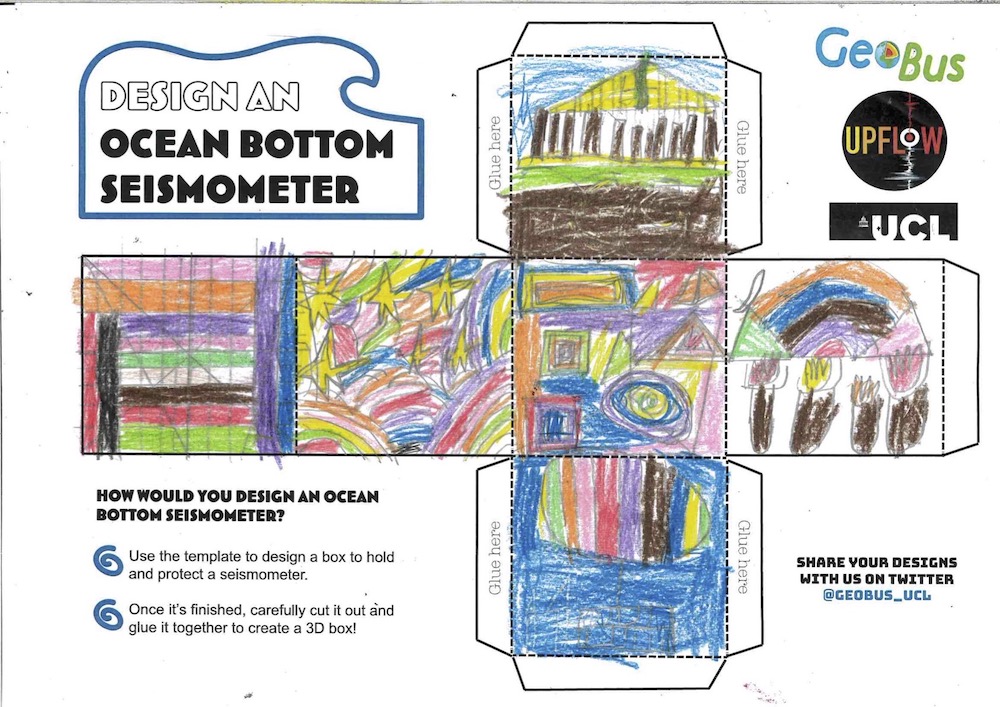 DESIGN AN
OCEAN BOTTOM
SEISMOMETER
Glue here
Glue here
GeoBus
UPFLOW
UCL
HOW WOULD YOU DESIGN AN OCEAN
BOTTOM SEISMOMETER?
Use the template to design a box to hold
and protect a seismometer.
Once it's finished, carefully cut it out and
glue it together to create a 3D box!
Glue here
Glue here
SHARE YOUR DESIGNS
WITH US ON TWITTER
@GEOBUS_UCL